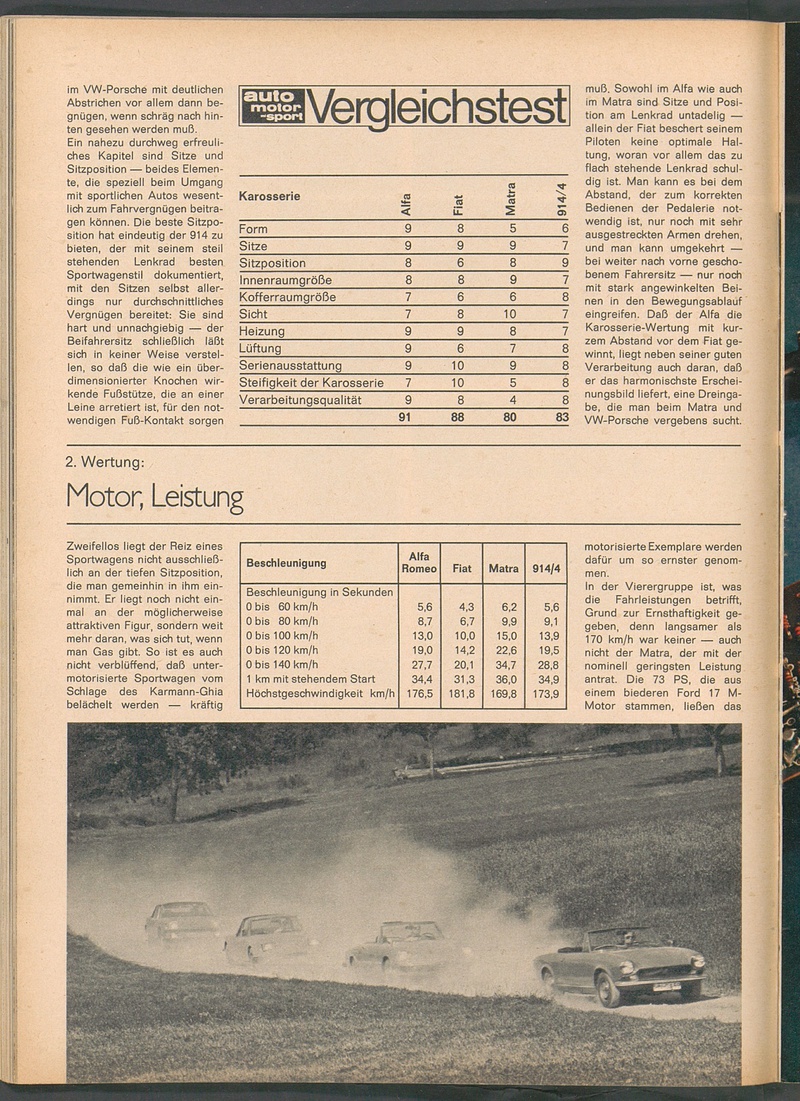 im VW-Porsche mit deutlichen
Abstrichen vor allem dann be-
gnügen, wenn schräg nach hin-
ten gesehen werden muß.
Ein nahezu durchweg erfreuli-
ches Kapitel sind Sitze und
Sitzposition — beides Elemen-
te, die speziell beim Umgang
mit sportlichen Autos wesent-
lich zum Fahrvergnügen beitra-
gen können. Die beste Sitzpo-
sition hat eindeutig der 914 zu
bieten, der mit seinem steil
stehenden Lenkrad besten
Sportwagenstil dokumentiert,
mit den Sitzen selbst aller-
dings nur durchschnittliches
Vergnügen bereitet: Sie sind
hart und unnachgiebig — der
Beifahrersitz schließlich läßt
sich in keiner Weise verstel-
len, so daß die wie ein über-
dimensionierter Knochen wir-
kende Fußstütze, die an einer
Leine arretiert ist, für den not-
wendigen Fuß-Kontakt sorgen
auto
motor
-sport
Vergleichstest
Karosserie Alfa Fiat Matra 914/4
Form 9 8 5 6
Sitze 9 9 9 7
Sitzposition 8 6 8 9
Innenraumgröße 8 8 9 7
Kofferraumgröße 7 6 6 8
Sicht 7 8 10 7
Heizung 9 9 8 7
Lüftung 9 6 7 8
Serienausstattung 9 10 9 8
Steifigkeit der Karosserie 7 10 5 8
Verarbeitungsqualität 9 8 4 8
91 88 80 83
muß. Sowohl im Alfa wie auch
im Matra sind Sitze und Posi-
tion am Lenkrad untadelig —
allein der Fiat beschert seinem
Piloten keine optimale Hal-
tung, woran vor allem das zu
flach stehende Lenkrad schul-
dig ist. Man kann es bei dem
Abstand, der zum korrekten
Bedienen der Pedalerie not-
wendig ist, nur noch mit sehr
ausgestreckten Armen drehen,
und man kann umgekehrt —
bei weiter nach vorne gescho-
benem Fahrersitz — nur noch
mit stark angewinkelten Bei-
nen in den Bewegungsablauf
eingreifen. Daß der Alfa die
Karosserie-Wertung mit kur-
zem Abstand vor dem Fiat ge-
winnt, liegt neben seiner guten
Verarbeitung auch daran, daß
er das harmonischste Erschei-
nungsbild liefert, eine Dreinga-
be, die man beim Matra und
VW-Porsche vergebens sucht.
2. Wertung:
Motor, Leistung
Zweifellos liegt der Reiz eines
Sportwagens nicht ausschließ-
lich an der tiefen Sitzposition,
die man gemeinhin in ihm ein-
nimmt. Er liegt noch nicht ein-
mal an der möglicherweise
attraktiven Figur, sondern weit
mehr daran, was sich tut, wenn
man Gas gibt. So ist es auch
nicht verblüffend, daß unter-
motorisierte Sportwagen vom
Schlage des Karmann-Ghia
belächelt werden — kräftig
Beschleunigung Alfa Romeo Fiat Matra 914/4
Beschleunigung in Sekunden
0 bis 60 km/h 5,6 4,3 6,2 5,6
0 bis 80 km/h 8,7 6,7 9,9 9,1
0 bis 100 km/h 13,0 10,0 15,0 13,9
0 bis 120 km/h 19,0 14,2 22,6 19,5
0 bis 140 km/h 27,7 20,1 34,7 28,8
1 km mit stehendem Start 34,4 31,3 36,0 34,9
Höchstgeschwindigkeit km/h 176,5 181,8 169,8 173,9
motorisierte Exemplare werden
dafür um so ernster genom-
men.
In der Vierergruppe ist, was
die Fahrleistungen betrifft,
Grund zur Ernsthaftigkeit ge-
geben, denn langsamer als
170 km/h war keiner — auch
nicht der Matra, der mit der
nominell geringsten Leistung
antrat. Die 73 PS, die aus
einem biederen Ford 17 M-
Motor stammen, ließen das